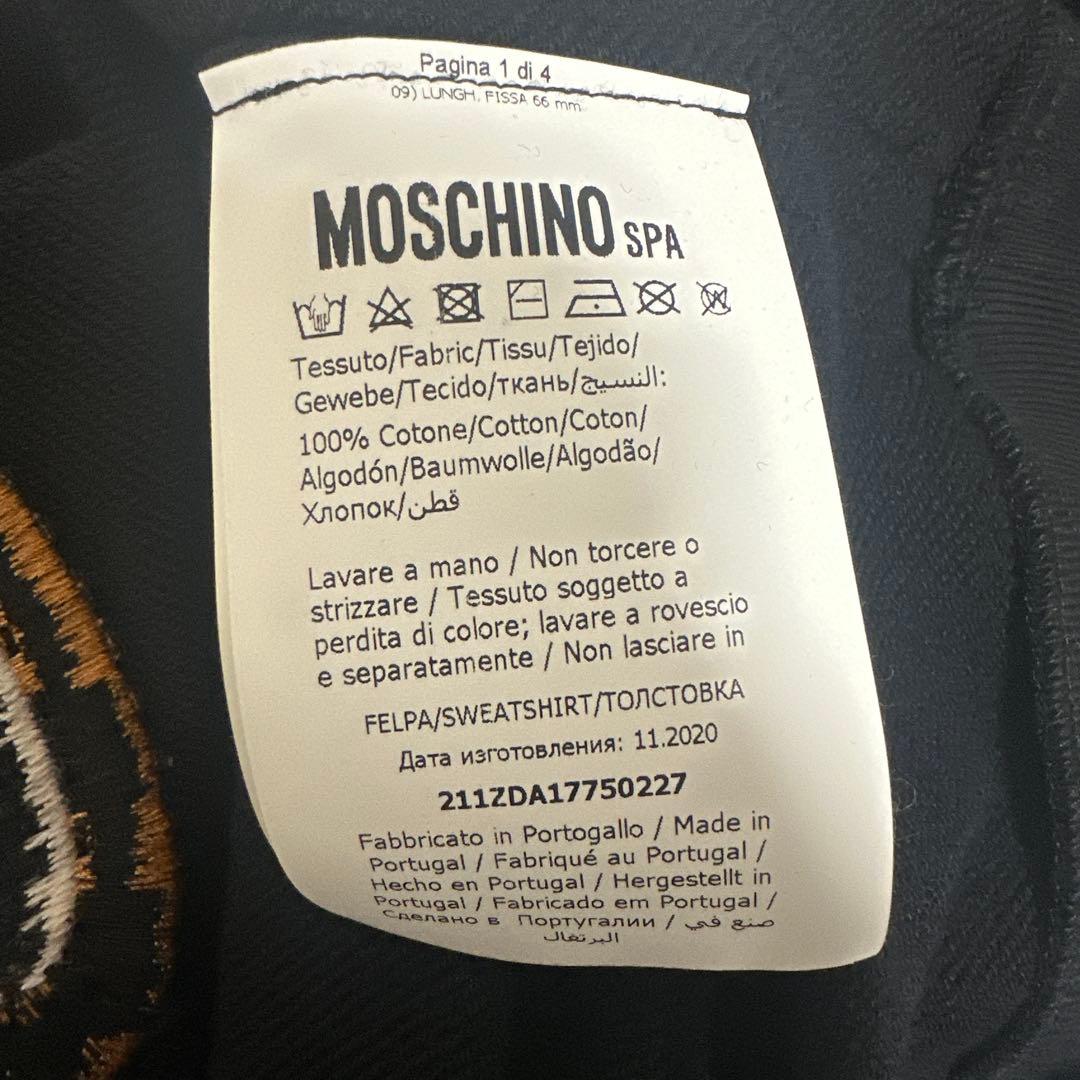 Pagina 1 di 4
09) LUNGH. FISSA 66 mm
MOSCHINO SPA
Tessuto/Fabric/Tissu/Tejido/
Gewebe/Tecido/ткань/النسيج:
100% Cotone/Cotton/Coton/
Algodón/Baumwolle/Algodão/
Хлопок/قطن
Lavare a mano / Non torcere o
strizzare / Tessuto soggetto a
perdita di colore; lavare a rovescio
e separatamente / Non lasciare in
FELPA/SWEATSHIRT/ТОЛСТОВКА
Дата изготовления: 11.2020
211ZDA17750227
Fabbricato in Portogallo / Made in
Portugal / Fabriqué au Portugal /
Hecho en Portugal / Hergestellt in
Portugal / Fabricado em Portugal /
Сделано в Португалии / صنع في
البرتغال